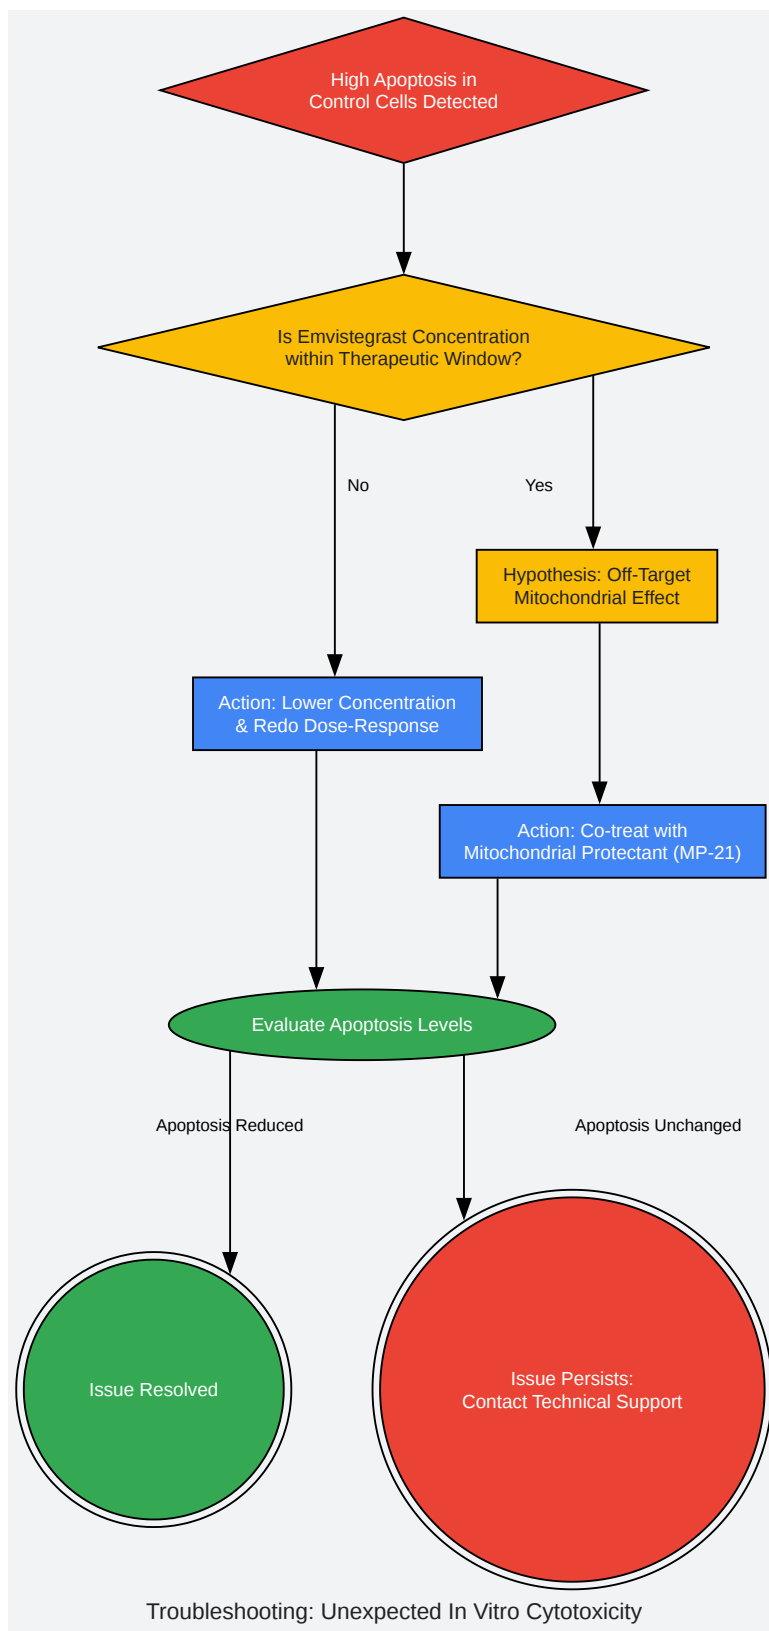 High Apoptosis in
Control Cells Detected
Is Emvistegrast Concentration
within Therapeutic Window?
No
Yes
Hypothesis: Off-Target
Mitochondrial Effect
Action: Lower Concentration
& Redo Dose-Response
Action: Co-treat with
Mitochondrial Protectant (MP-21)
Evaluate Apoptosis Levels
Apoptosis Reduced
Apoptosis Unchanged
Issue Resolved
Issue Persists:
Contact Technical Support
Troubleshooting: Unexpected In Vitro Cytotoxicity